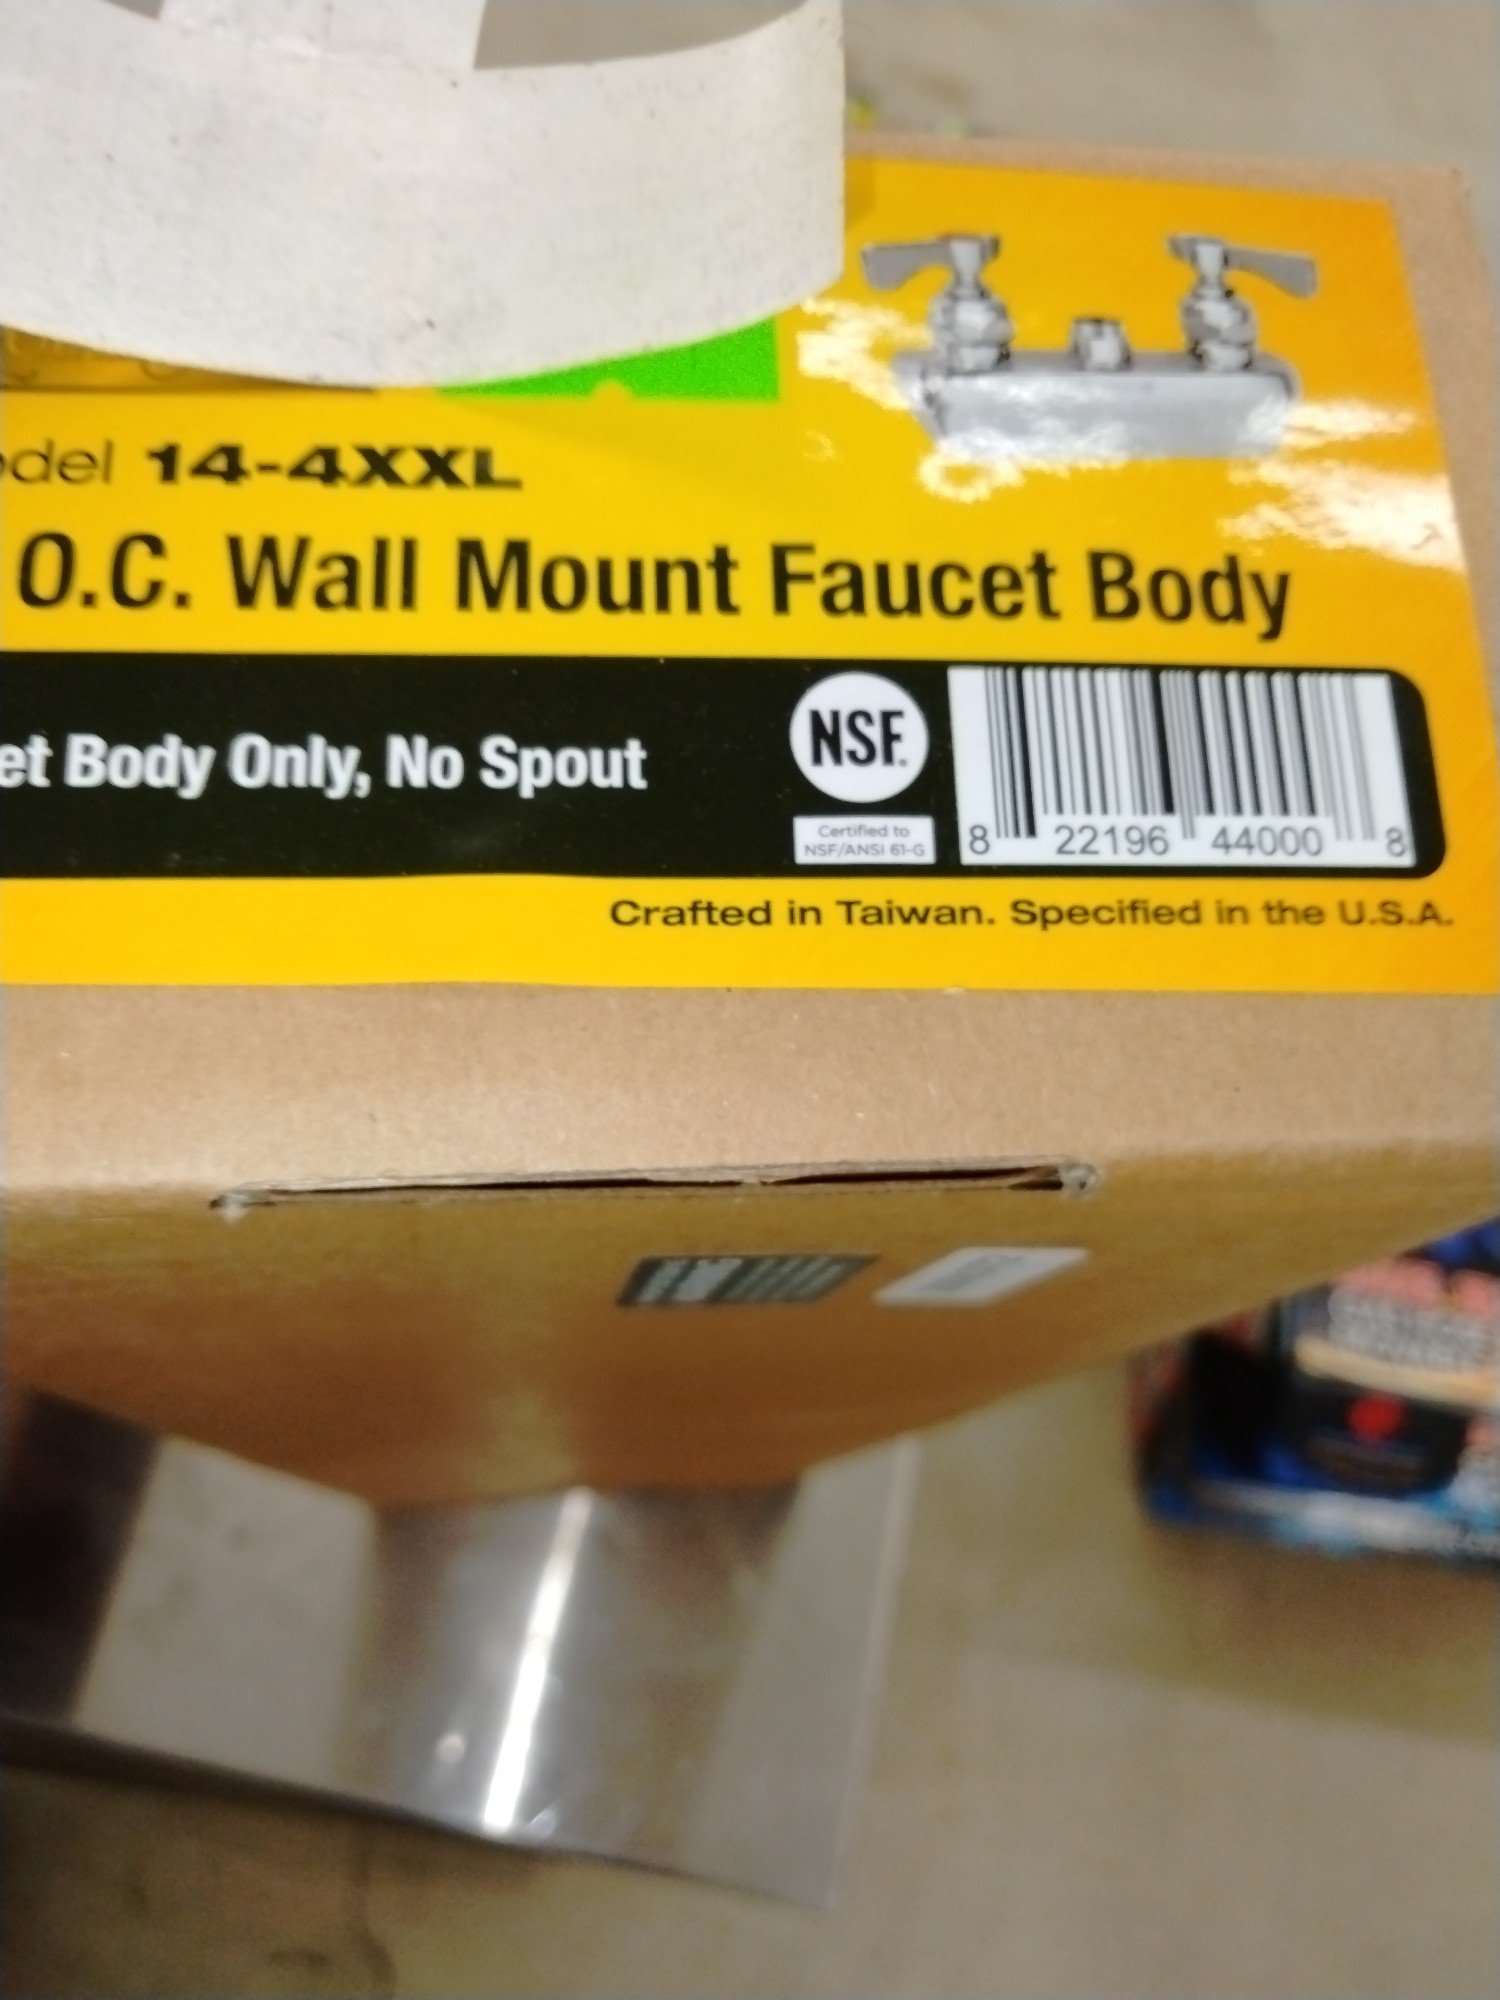 odel 14-4XXL
O.C. Wall Mount Faucet Body
et Body Only, No Spout
NSF.
Certified to
NSF/ANSI 61-G
8 22196 44000 8
Crafted in Taiwan. Specified in the U.S.A.